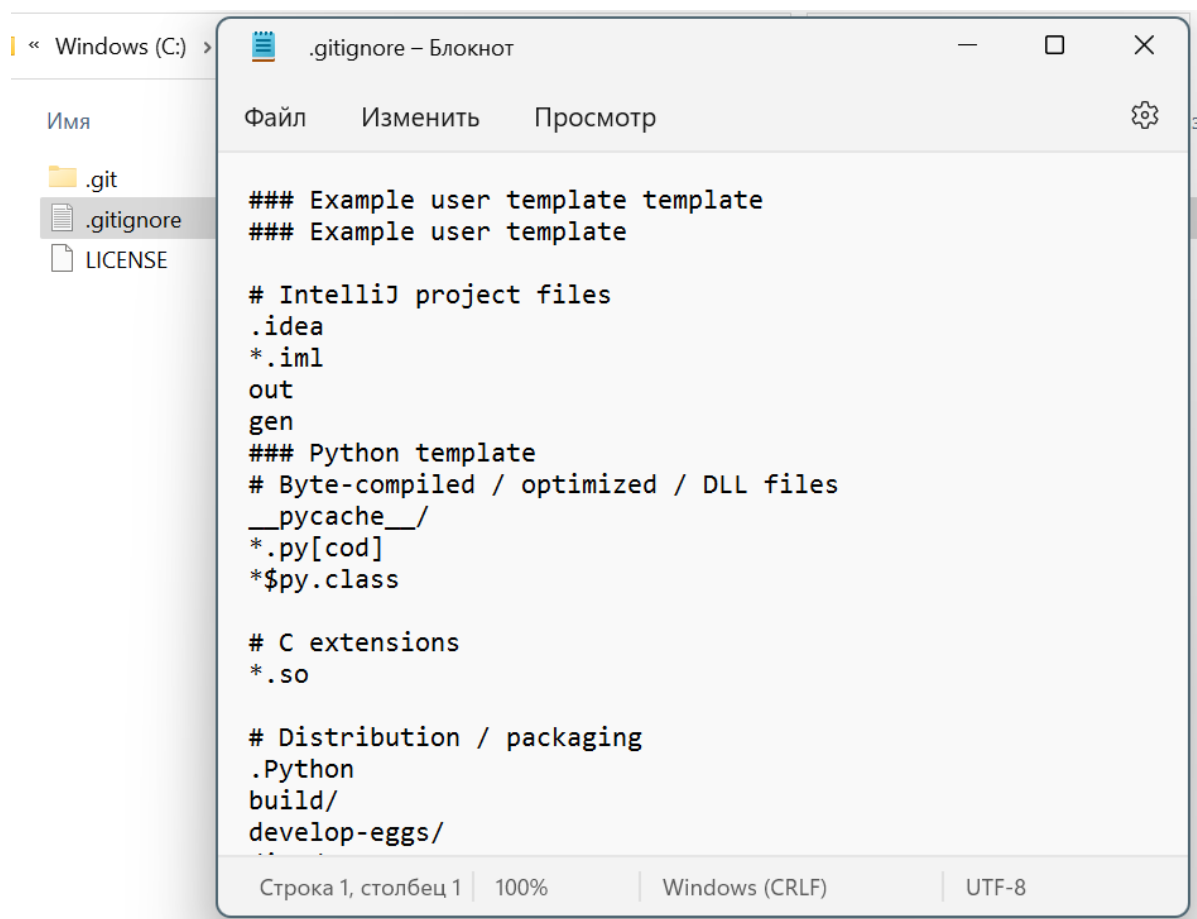 « Windows (C:) ›
Имя
.git
.gitignore
LICENSE
.gitignore – Блокнот
Файл Изменить Просмотр
### Example user template template
### Example user template
# IntelliJ project files
.idea
*.iml
out
gen
### Python template
# Byte-compiled / optimized / DLL files
__pycache__/
*.py[cod]
*$py.class
# C extensions
*.so
# Distribution / packaging
.Python
build/
develop-eggs/
Строка 1, столбец 1 100% Windows (CRLF) UTF-8